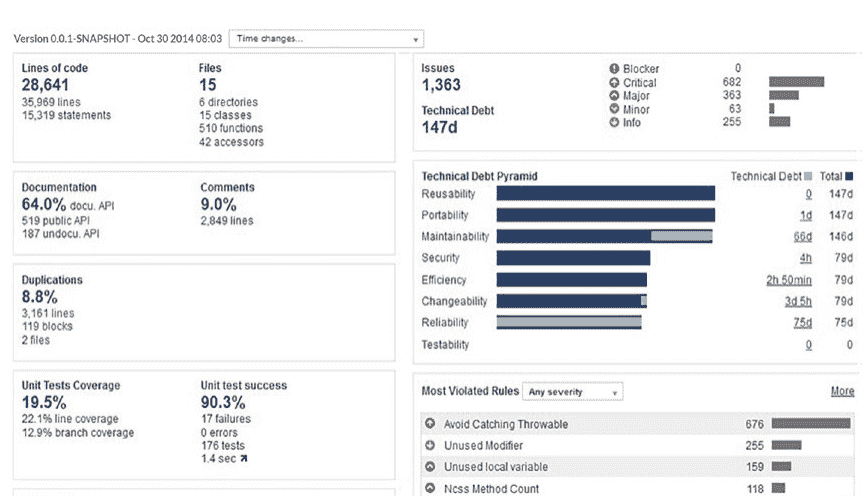 Version 0.0.1-SNAPSHOT - Oct 30 2014 08:03 Time changes...
Lines of code
28,641
35,969 lines
15,319 statements
Files
15
6 directories
15 classes
510 functions
42 accessors
Documentation
64.0% docu. API
519 public API
187 undocu. API
Comments
9.0%
2,849 lines
Duplications
8.8%
3,161 lines
119 blocks
2 files
Unit Tests Coverage
19.5%
22.1% line coverage
12.9% branch coverage
Unit test success
90.3%
17 failures
0 errors
176 tests
1.4 sec
Issues
1,363
Technical Debt
147d
Blocker 0
Critical 682
Major 363
Minor 63
Info 255
Technical Debt Pyramid Technical Debt Total
Reusability 0 147d
Portability 1d 147d
Maintainability 66d 146d
Security 4h 79d
Efficiency 2h 50min 79d
Changeability 3d 5h 79d
Reliability 75d 75d
Testability 0 0
Most Violated Rules Any severity More
Avoid Catching Throwable 676
Unused Modifier 255
Unused local variable 159
Ncss Method Count 118